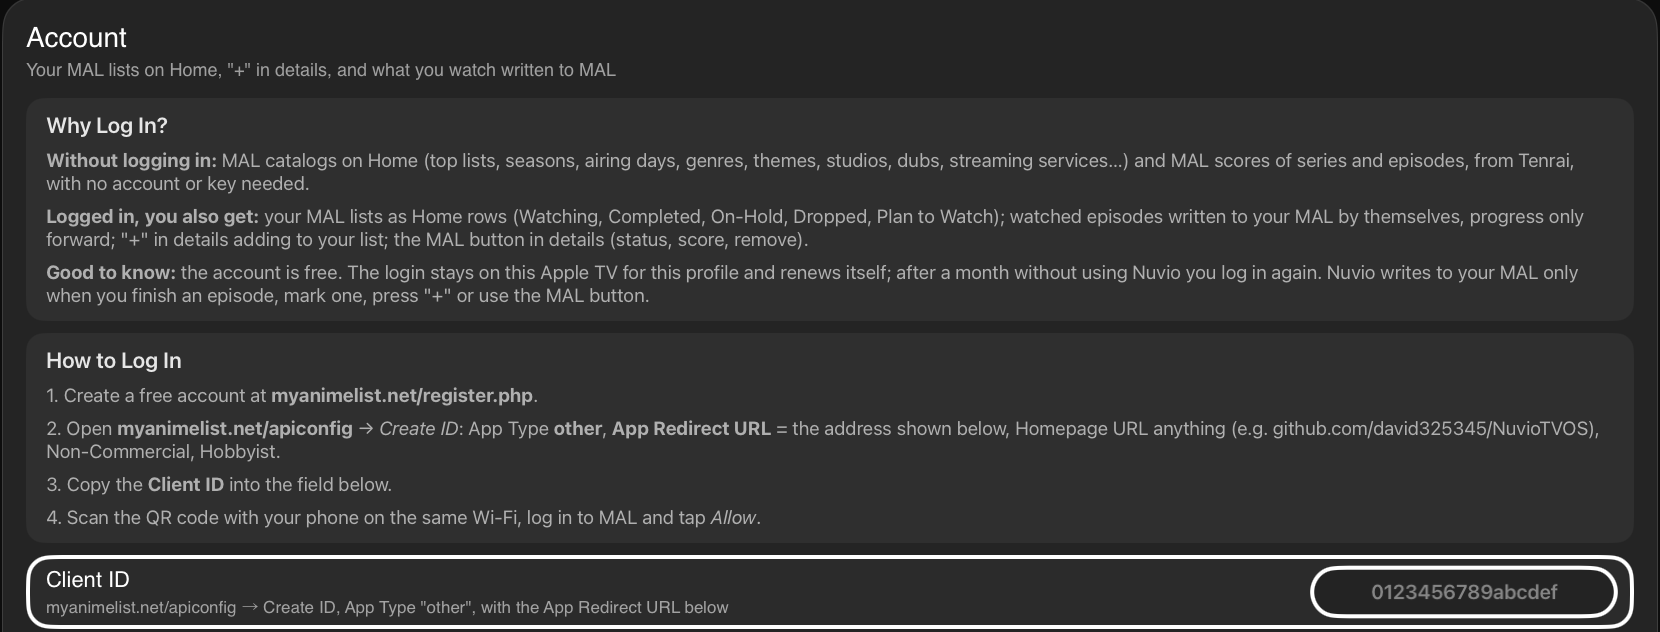 Account
Your MAL lists on Home, "+" in details, and what you watch written to MAL
Why Log In?
Without logging in: MAL catalogs on Home (top lists, seasons, airing days, genres, themes, studios, dubs, streaming services...) and MAL scores of series and episodes, from Tenrai,
with no account or key needed.
Logged in, you also get: your MAL lists as Home rows (Watching, Completed, On-Hold, Dropped, Plan to Watch); watched episodes written to your MAL by themselves, progress only
forward; "+" in details adding to your list; the MAL button in details (status, score, remove).
Good to know: the account is free. The login stays on this Apple TV for this profile and renews itself; after a month without using Nuvio you log in again. Nuvio writes to your MAL only
when you finish an episode, mark one, press "+" or use the MAL button.
How to Log In
1. Create a free account at myanimelist.net/register.php.
2. Open myanimelist.net/apiconfig → Create ID: App Type other, App Redirect URL = the address shown below, Homepage URL anything (e.g. github.com/david325345/NuvioTVOS),
Non-Commercial, Hobbyist.
3. Copy the Client ID into the field below.
4. Scan the QR code with your phone on the same Wi-Fi, log in to MAL and tap Allow.
Client ID
0123456789abcdef
myanimelist.net/apiconfig → Create ID, App Type "other", with the App Redirect URL below